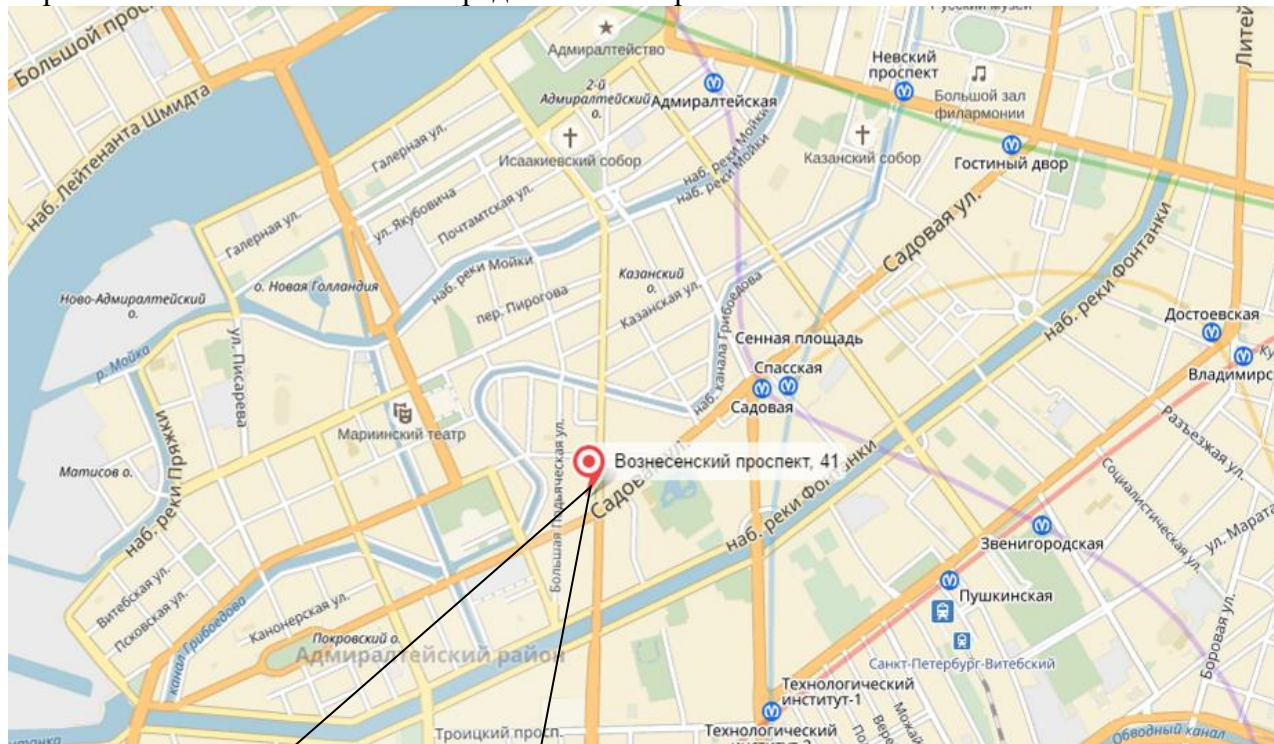 Большой прос
наб. Лейтенанта Шмидта
Адмиралтейство
2-й
Адмиралтейский
о.
Адмиралтейская
Невский
проспект
Большой зал
филармонии
Литей
Галерная ул.
Исаакиевский собор
наб. реки Мойки
наб. реки Мойки
Казанский собор
Гостиный двор
ул. Якубовича
Почтамтская ул.
Галерная ул.
Садовая ул.
наб. реки Фонтанки
Ново-Адмиралтейский
о.
о. Новая Голландия
наб. реки Мойки
пер. Пирогова
Казанский
о.
Казанская ул.
наб. канала Грибоедова
Достоевская
Владимирс
р. Мойка
ул. Писарева
Сенная площадь
Спасская
Садовая
Мариинский театр
Большая Подьяческая ул.
Вознесенский проспект, 41
Садовая ул.
наб. реки Фонтанки
Разъезжая ул.
Социалистическая ул.
ул. Марата
Матисов о.
наб. реки Пряжки
Звенигородская
Пушкинская
Витебская ул.
Псковская ул.
канал Грибоедова
Канонерская ул.
Покровский о.
Адмиралтейский район
Санкт-Петербург-Витебский
Боровая ул.
Технологический
институт-1
Троицкий просп.
Технологический
Можай
Обводный канал